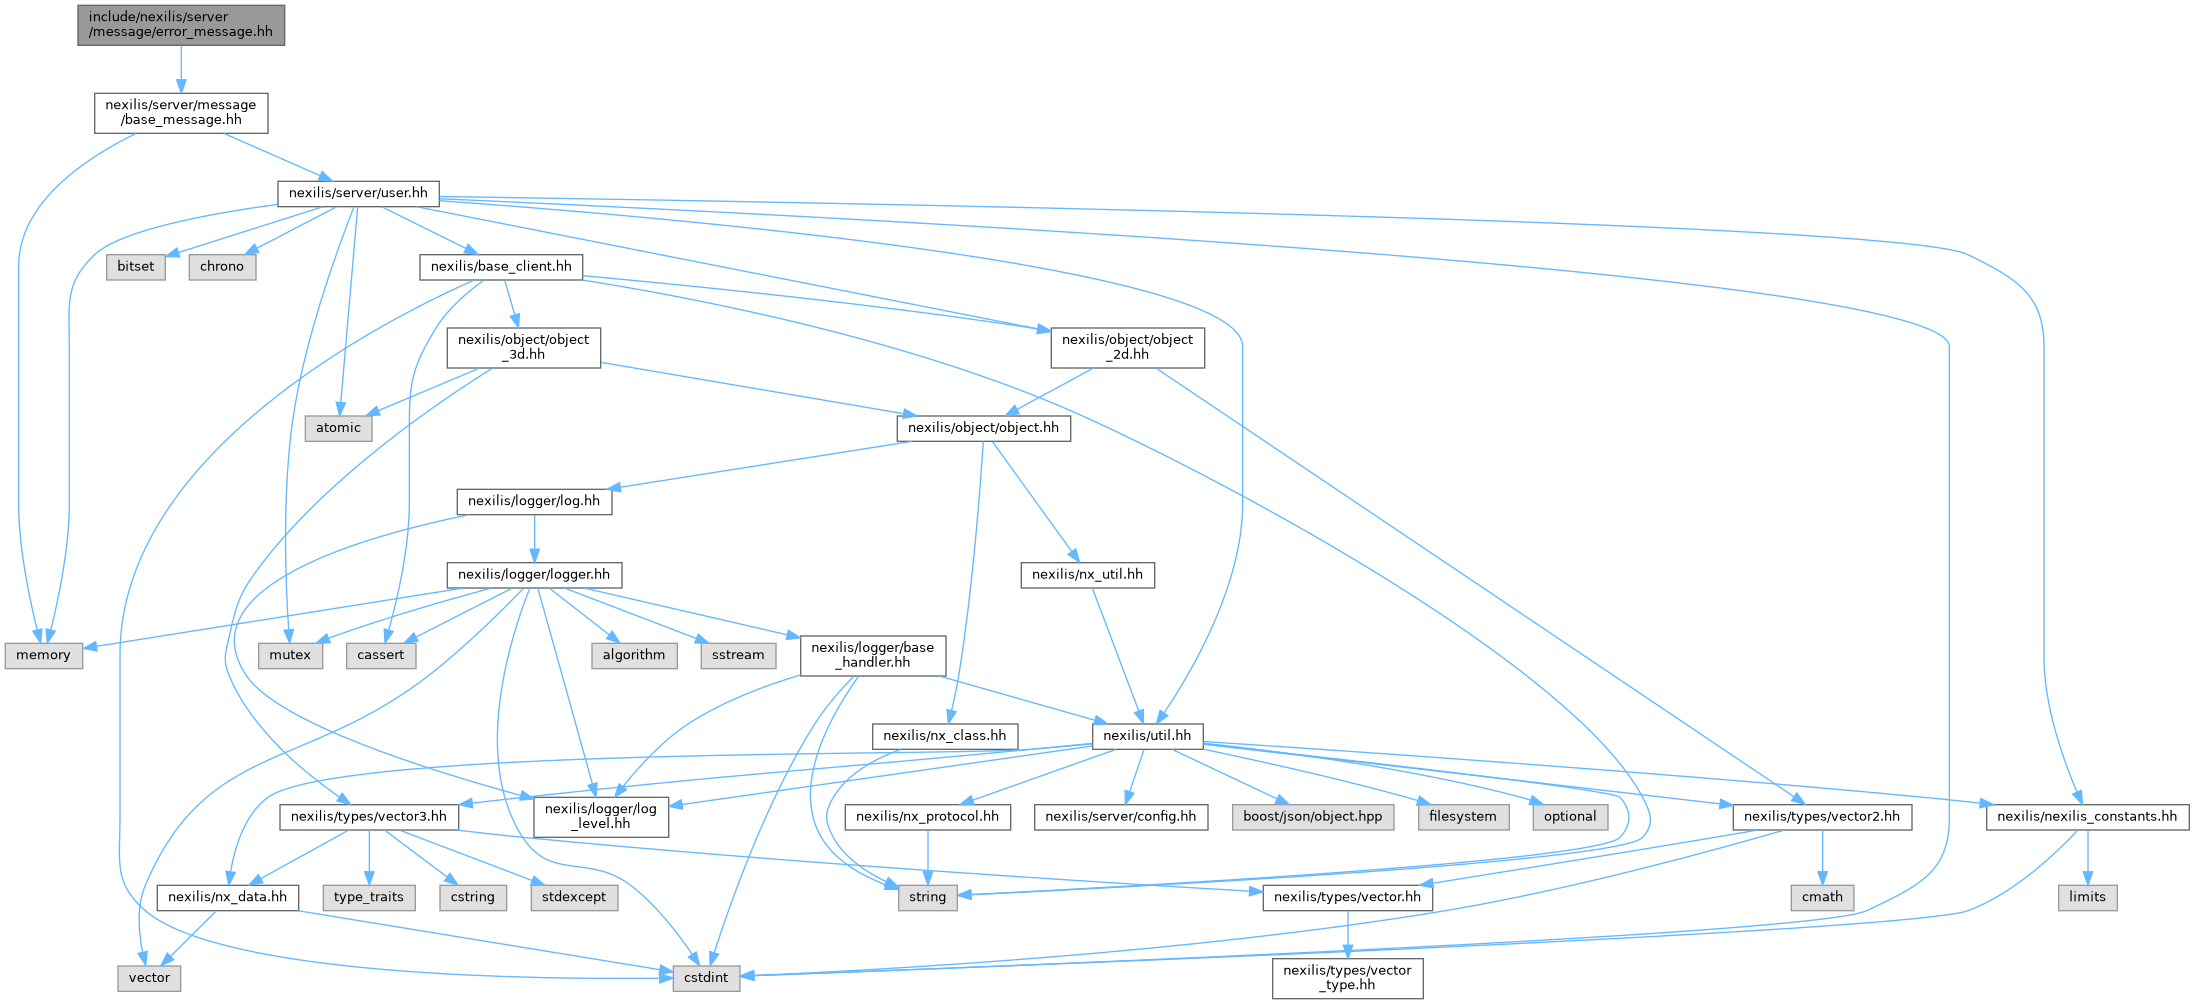 include/nexilis/server
/message/error_message.hh
nexilis/server/message
/base_message.hh
nexilis/server/user.hh
bitset
chrono
nexilis/base_client.hh
nexilis/object/object
_3d.hh
nexilis/object/object
_2d.hh
atomic
nexilis/object/object.hh
nexilis/logger/log.hh
nexilis/logger/logger.hh
nexilis/nx_util.hh
memory
mutex
cassert
algorithm
sstream
nexilis/logger/base
_handler.hh
nexilis/nx_class.hh
nexilis/util.hh
nexilis/types/vector3.hh
nexilis/logger/log
_level.hh
nexilis/nx_protocol.hh
nexilis/server/config.hh
boost/json/object.hpp
filesystem
optional
nexilis/types/vector2.hh
nexilis/nexilis_constants.hh
nexilis/nx_data.hh
type_traits
cstring
stdexcept
string
nexilis/types/vector.hh
cmath
limits
vector
cstdint
nexilis/types/vector
_type.hh